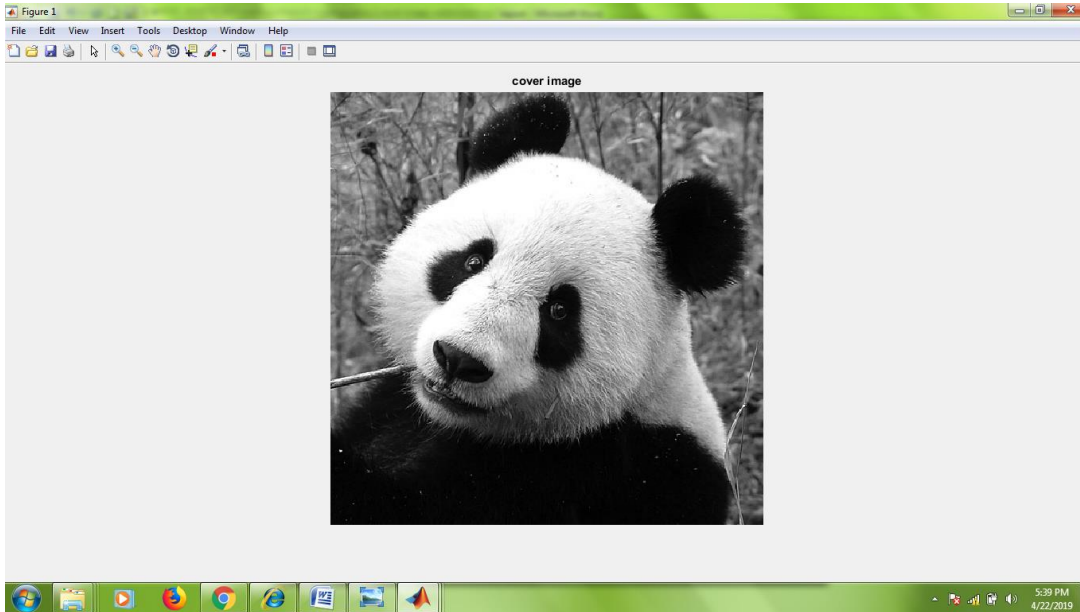 Figure 1
File Edit View Insert Tools Desktop Window Help
cover image
5:39 PM
4/22/2019